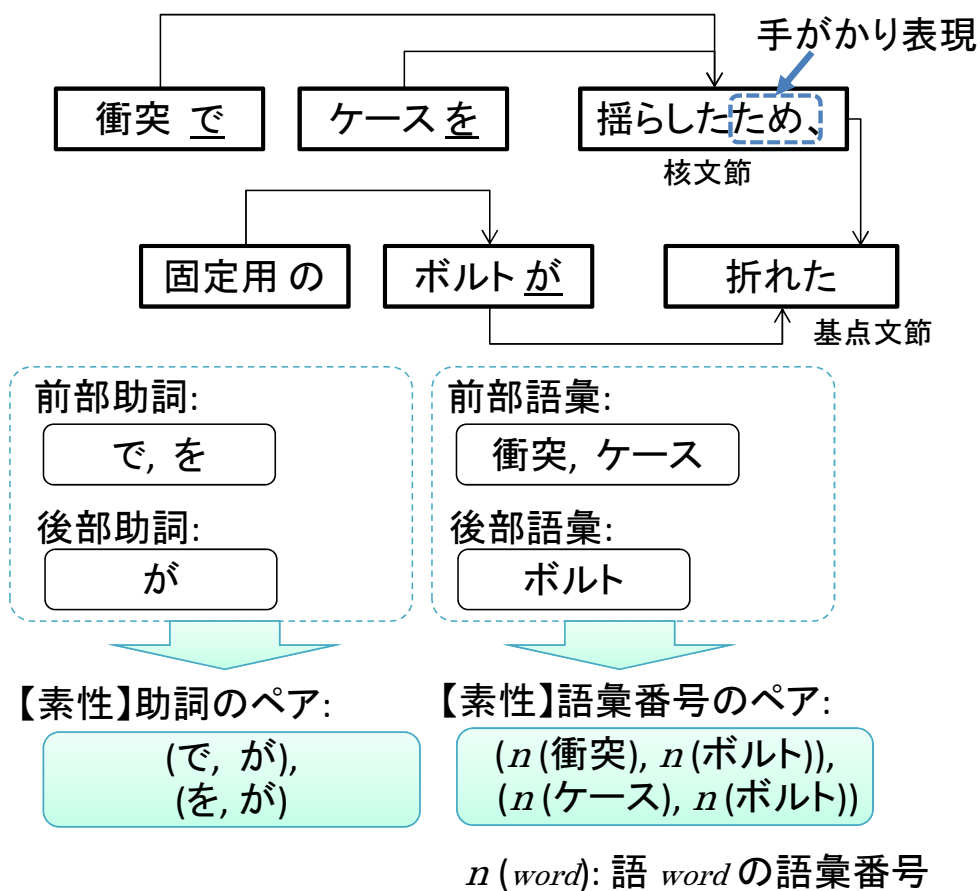 手がかり表現
衝突 で
ケース を
揺らしたため、
核文節
固定用 の
ボルト が
折れた
基点文節
前部助詞:
で, を
後部助詞:
が
前部語彙:
衝突, ケース
後部語彙:
ボルト
【素性】助詞のペア:
(で, が),
(を, が)
【素性】語彙番号のペア:
(n (衝突), n (ボルト)),
(n (ケース), n (ボルト))
n (word): 語 word の語彙番号